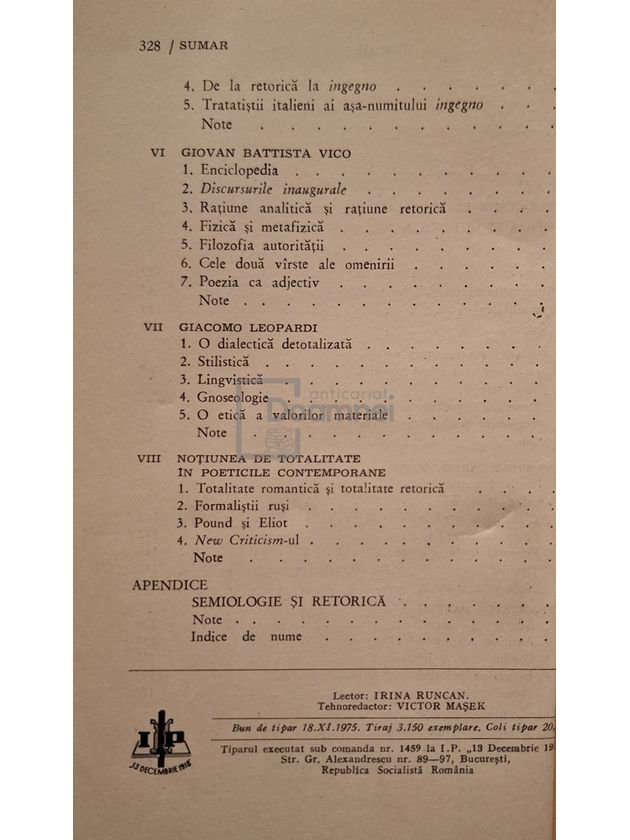 328 / SUMAR
4. De la retorică la ingegno . . . . . .
5. Tratatiștii italieni ai așa-numitului ingegno . . .
Note . . . . . . . . . . . .
VI GIOVAN BATTISTA VICO
1. Enciclopedia . . . . . . . . . .
2. Discursurile inaugurale . . . . . . .
3. Rațiune analitică și rațiune retorică . . . .
4. Fizică și metafizică . . . . . . . .
5. Filozofia autorității . . . . . . . .
6. Cele două vîrste ale omenirii . . . . . .
7. Poezia ca adjectiv . . . . . . . .
Note . . . . . . . . . . . .
VII GIACOMO LEOPARDI
1. O dialectică detotalizată . . . . . . .
2. Stilistică . . . . . . . . . . .
3. Lingvistică . . . . . . . . . .
4. Gnoseologie . . . . . . . . . .
5. O etică a valorilor materiale . . . . . .
Note . . . . . . . . . . . .
anticariat
Doamnei
VIII NOȚIUNEA DE TOTALITATE
ÎN POETICILE CONTEMPORANE
1. Totalitate romantică și totalitate retorică . . . .
2. Formaliștii ruși . . . . . . . . .
3. Pound și Eliot . . . . . . . . .
4. New Criticism-ul . . . . . . . . .
Note . . . . . . . . . . . .
APENDICE
SEMIOLOGIE ȘI RETORICĂ . . . . . .
Note . . . . . . . . . . . .
Indice de nume . . . . . . . . .
Lector: IRINA RUNCAN.
Tehnoredactor: VICTOR MAȘEK
Bun de tipar 18.XI.1975. Tiraj 3.150 exemplare. Coli tipar 20,
Tiparul executat sub comanda nr. 1459 la I.P. „13 Decembrie 19
Str. Gr. Alexandrescu nr. 89—97, București,
Republica Socialistă România
I P
„13 DECEMBRIE 1918"